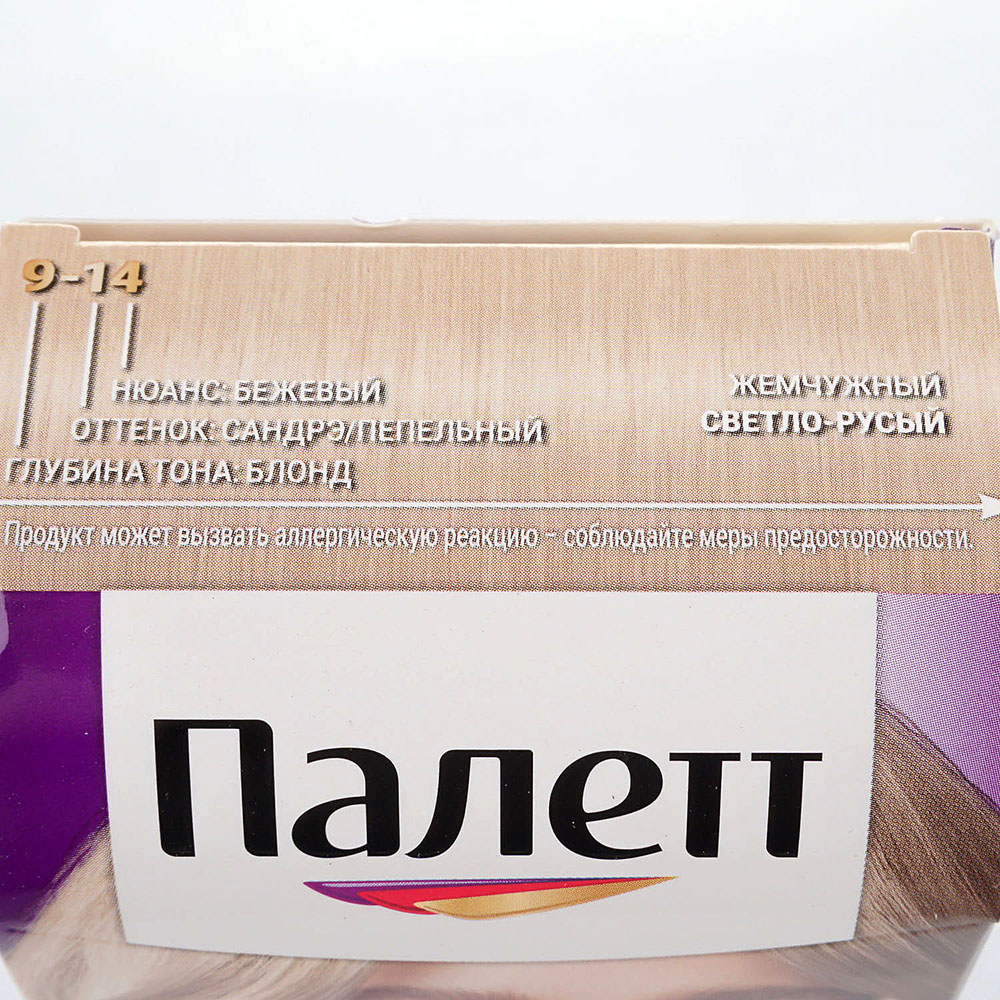 9-14
НЮАНС: БЕЖЕВЫЙ
ОТТЕНОК: САНДРЭ/ПЕПЕЛЬНЫЙ
ГЛУБИНА ТОНА: БЛОНД
ЖЕМЧУЖНЫЙ
СВЕТЛО-РУСЫЙ
Продукт может вызвать аллергическую реакцию – соблюдайте меры предосторожности.
Палетт